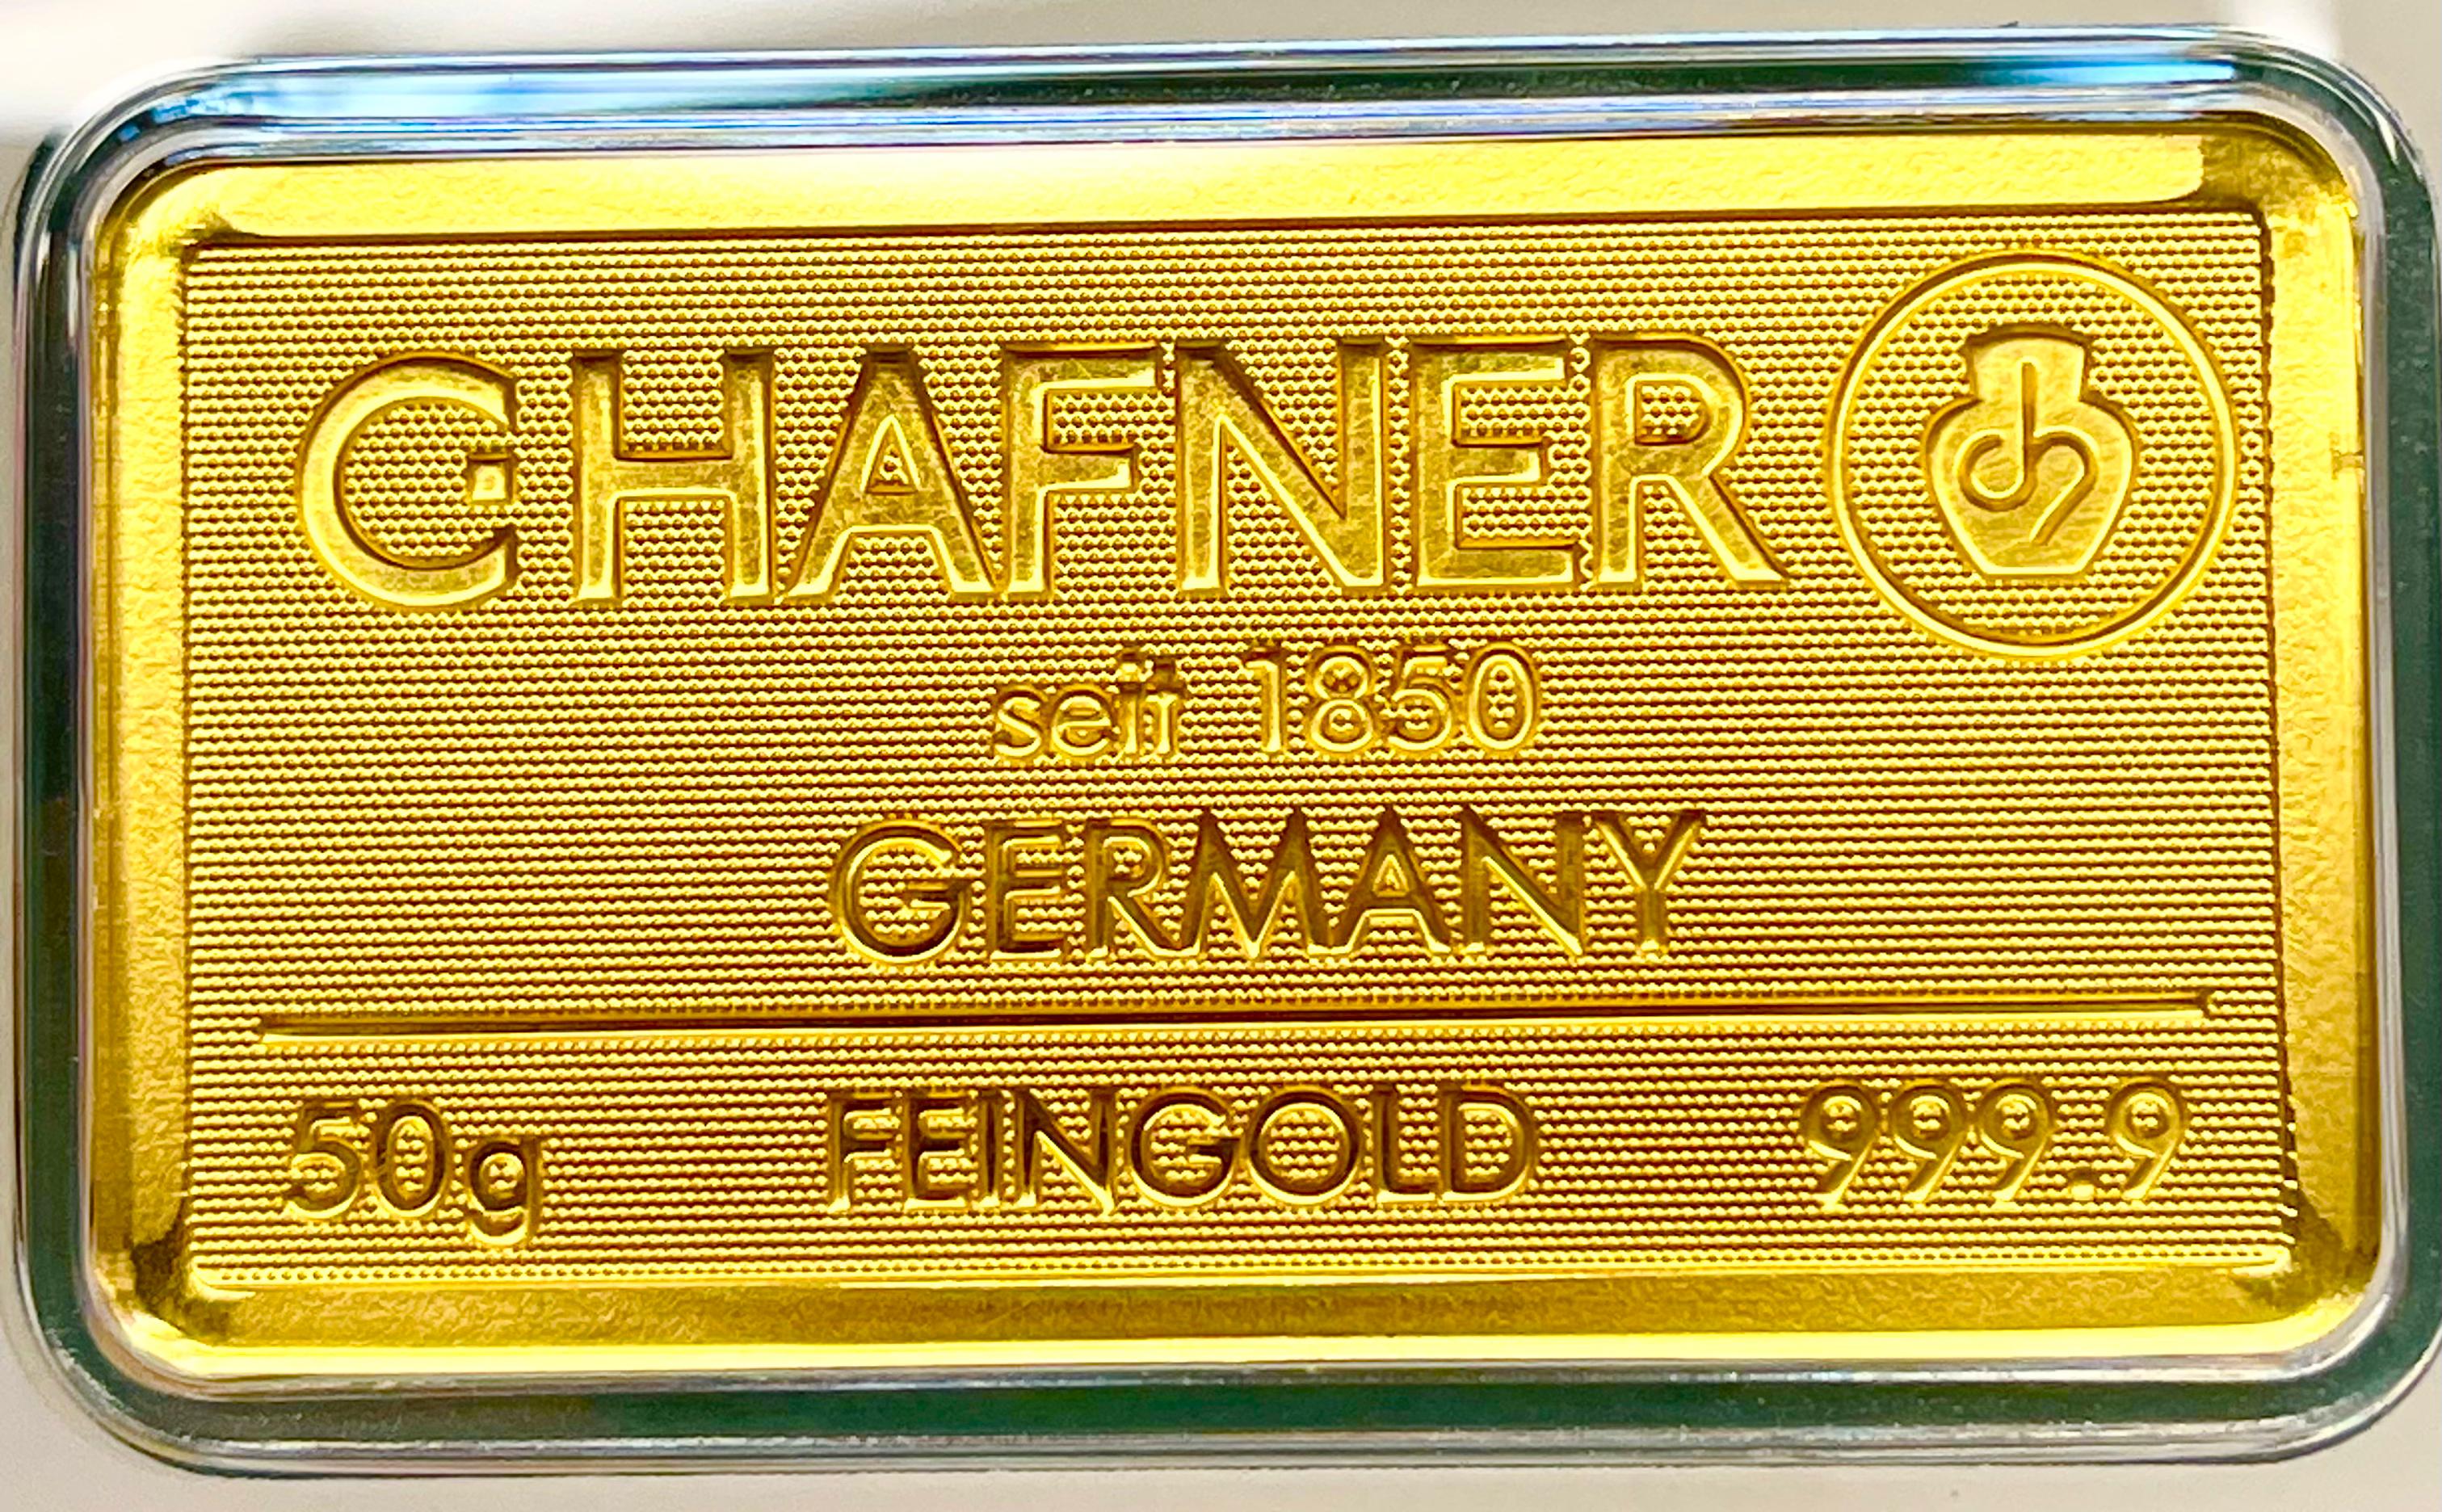 C·HAFNER
seit 1850
GERMANY
50g FEINGOLD 999.9